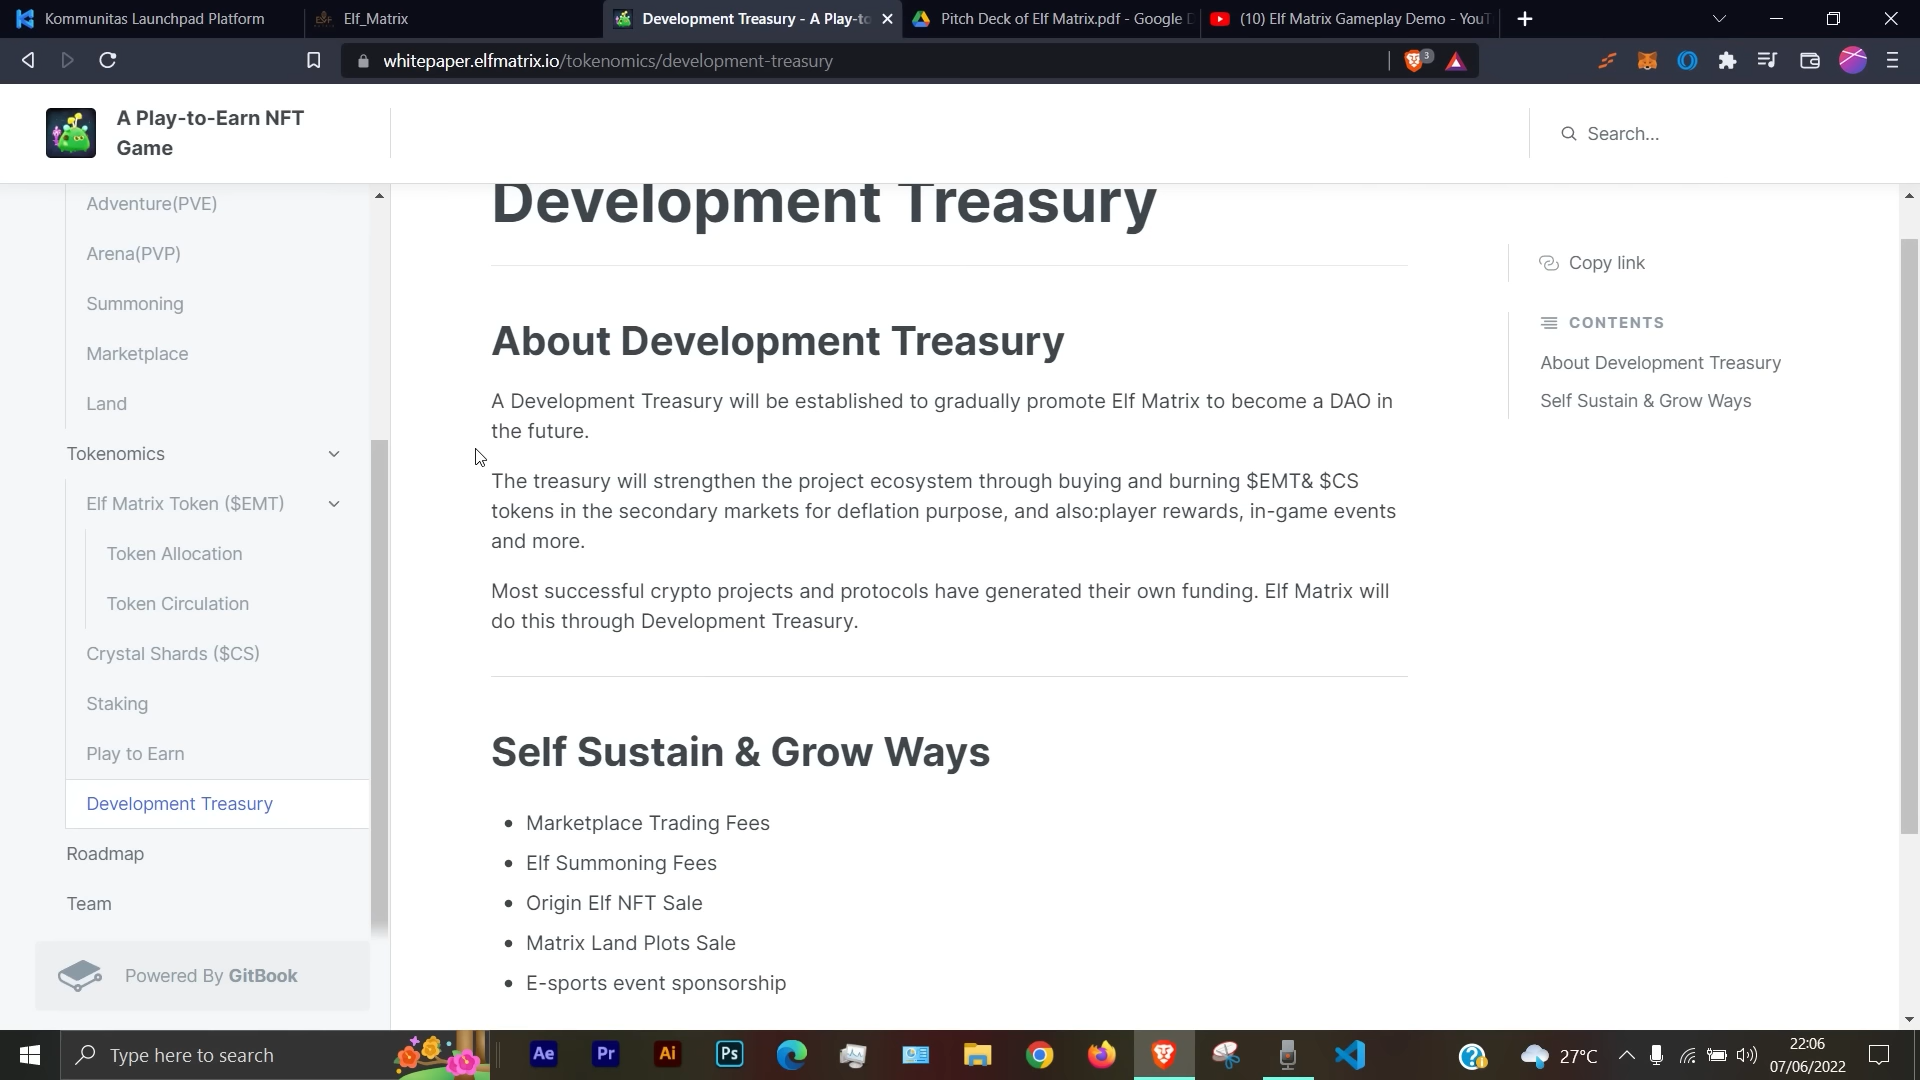 Kommunitas Launchpad Platform
Elf_Matrix
Development Treasury - A Play-to
Pitch Deck of Elf Matrix.pdf - Google D
(10) Elf Matrix Gameplay Demo - YouT
whitepaper.elfmatrix.io/tokenomics/development-treasury
3
A Play-to-Earn NFT
Game
Search...
Adventure(PVE)
Arena(PVP)
Summoning
Marketplace
Land
Tokenomics
Elf Matrix Token ($EMT)
Token Allocation
Token Circulation
Crystal Shards ($CS)
Staking
Play to Earn
Development Treasury
Roadmap
Team
Powered By GitBook
Development Treasury
About Development Treasury
A Development Treasury will be established to gradually promote Elf Matrix to become a DAO in
the future.
The treasury will strengthen the project ecosystem through buying and burning $EMT& $CS
tokens in the secondary markets for deflation purpose, and also:player rewards, in-game events
and more.
Most successful crypto projects and protocols have generated their own funding. Elf Matrix will
do this through Development Treasury.
Self Sustain & Grow Ways
• Marketplace Trading Fees
• Elf Summoning Fees
• Origin Elf NFT Sale
• Matrix Land Plots Sale
• E-sports event sponsorship
Copy link
CONTENTS
About Development Treasury
Self Sustain & Grow Ways
Type here to search
Ae
Pr
Ai
Ps
27°C
22:06
07/06/2022